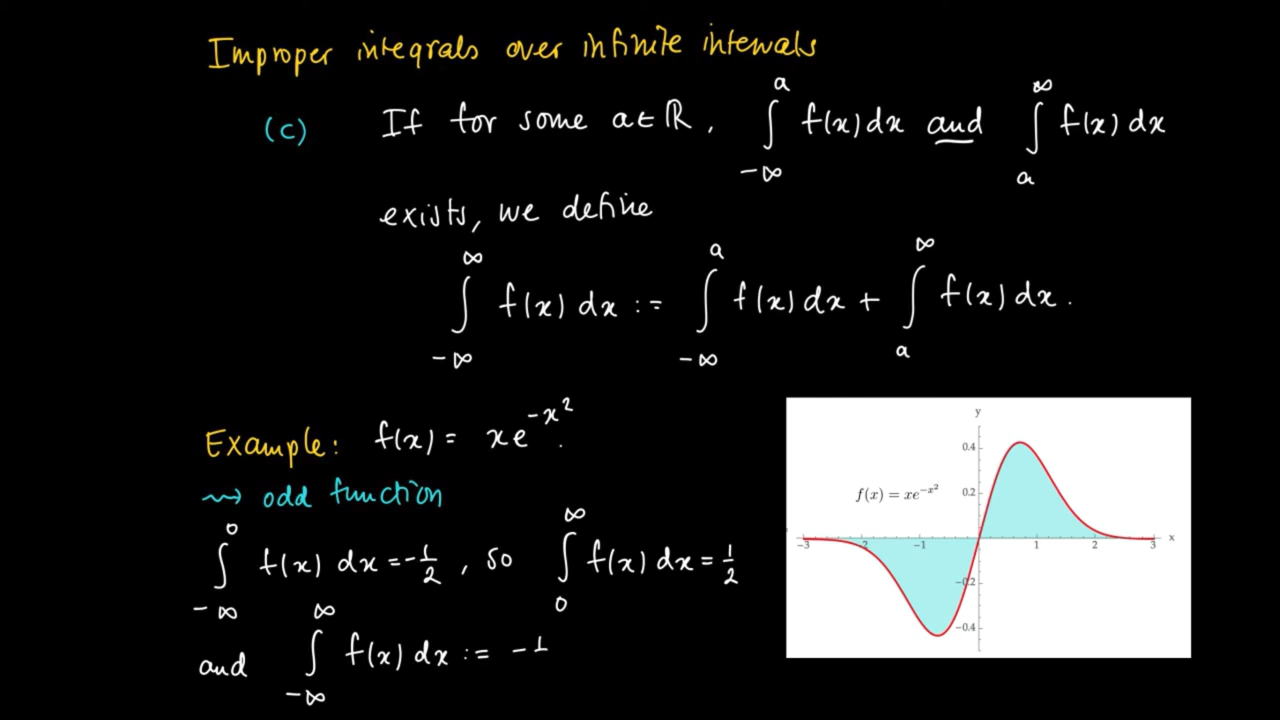 Improper integrals over infinite intervals
(c) If for some a ∈ ℝ, ∫_{-∞}^{a} f(x) dx and ∫_{a}^{∞} f(x) dx
exists, we define
∫_{-∞}^{∞} f(x) dx := ∫_{-∞}^{a} f(x) dx + ∫_{a}^{∞} f(x) dx.
Example: f(x) = xe^{-x^2}.
⇝ odd function
∫_{-∞}^{0} f(x) dx = -1/2, so ∫_{0}^{∞} f(x) dx = 1/2
and ∫_{-∞}^{∞} f(x) dx := -1
y
0.4
f(x) = xe^{-x^2}
0.2
-3 -2 -1 1 2 3 x
-0.2
-0.4